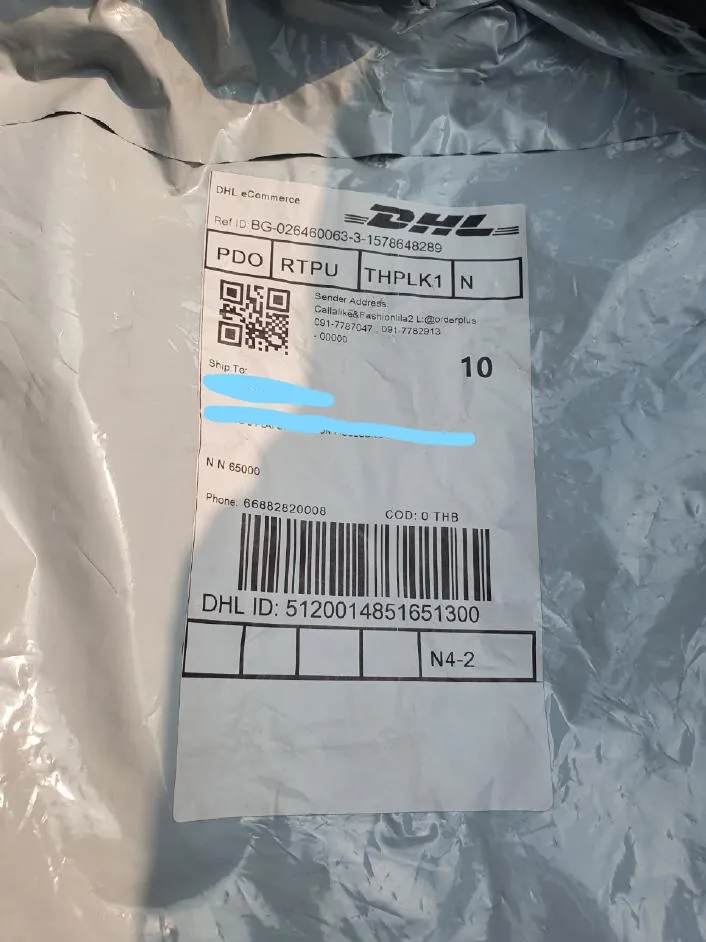 DHL eCommerce
DHL
Ref ID: BG-026460063-3-1578648289
PDO RTPU THPLK1 N
Sender Address:
Callalike&Fashionlila2 L:@orderplus
091-7787047 , 091-7782913
- 00000
10
Ship To:
N N 65000
Phone: 66882820008 COD: 0 THB
DHL ID: 5120014851651300
N4-2